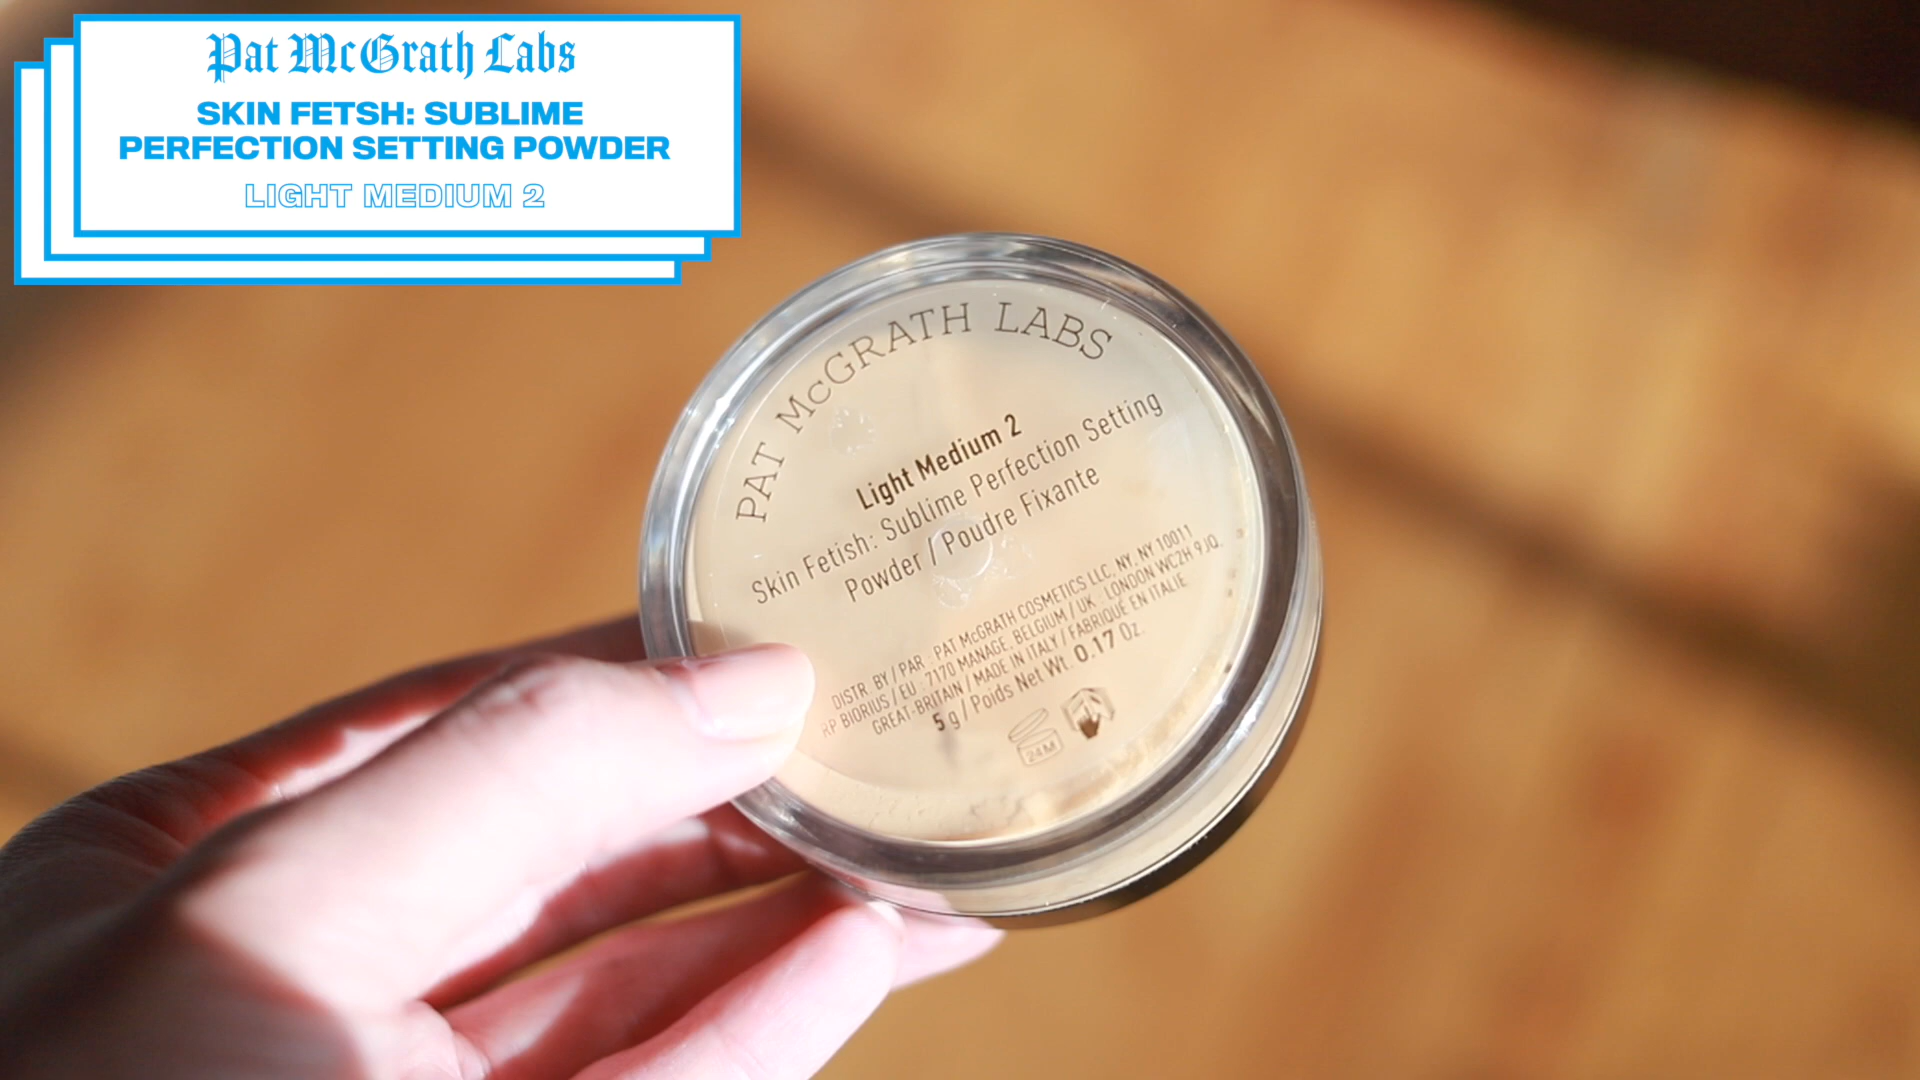 Pat McGrath Labs
SKIN FETSH: SUBLIME
PERFECTION SETTING POWDER
LIGHT MEDIUM 2
PAT McGRATH LABS
Light Medium 2
Skin Fetish: Sublime Perfection Setting
Powder / Poudre Fixante
DISTR. BY / PAR : PAT McGRATH COSMETICS LLC, NY, NY 10011
RP BIORIUS / EU : 7170 MANAGE, BELGIUM / UK : LONDON WC2H 9JQ.
GREAT-BRITAIN / MADE IN ITALY / FABRIQUÉ EN ITALIE
5 g / Poids Net Wt. 0.17 Oz.
24M